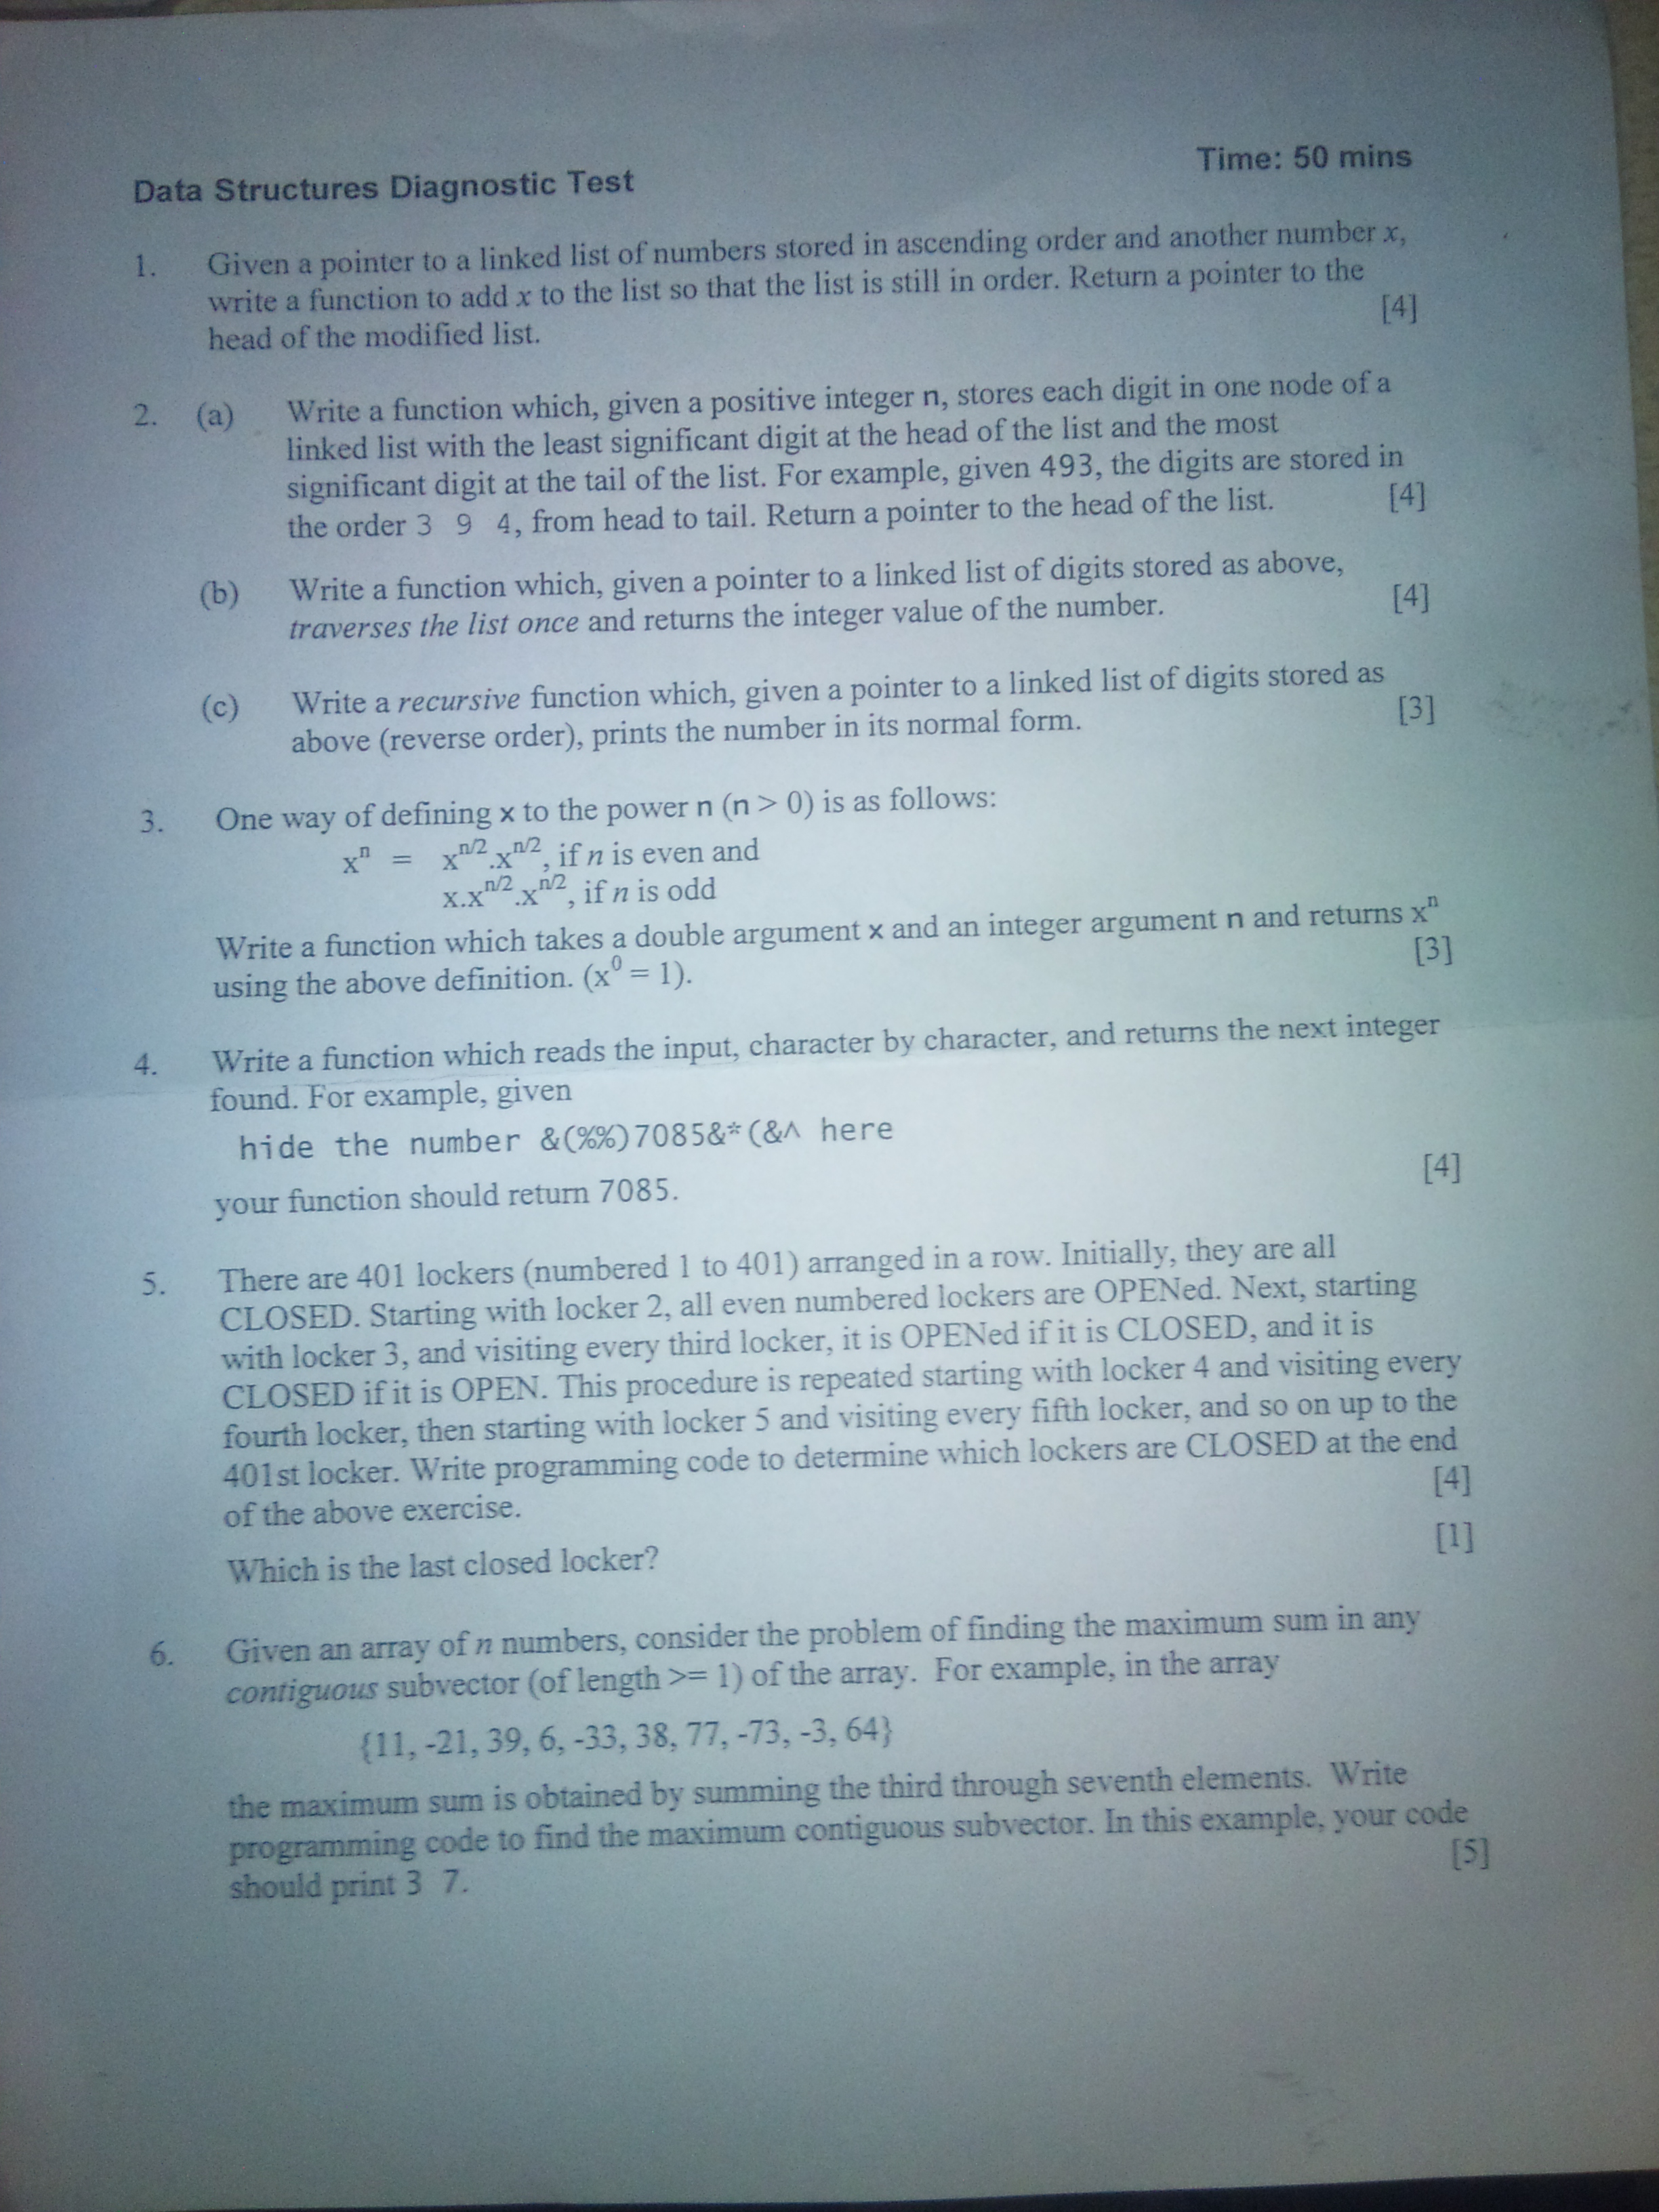 Time: 50 mins
Data Structures Diagnostic Test
1. Given a pointer to a linked list of numbers stored in ascending order and another number x,
write a function to add x to the list so that the list is still in order. Return a pointer to the
head of the modified list. [4]
2. (a) Write a function which, given a positive integer n, stores each digit in one node of a
linked list with the least significant digit at the head of the list and the most
significant digit at the tail of the list. For example, given 493, the digits are stored in
the order 3 9 4, from head to tail. Return a pointer to the head of the list. [4]
(b) Write a function which, given a pointer to a linked list of digits stored as above,
traverses the list once and returns the integer value of the number. [4]
(c) Write a recursive function which, given a pointer to a linked list of digits stored as
above (reverse order), prints the number in its normal form. [3]
3. One way of defining x to the power n (n > 0) is as follows:
xⁿ = x^n/2.x^n/2, if n is even and
x.x^n/2.x^n/2, if n is odd
Write a function which takes a double argument x and an integer argument n and returns xⁿ
using the above definition. (x⁰ = 1). [3]
4. Write a function which reads the input, character by character, and returns the next integer
found. For example, given
hide the number &(%%)7085&*(&^ here
your function should return 7085. [4]
5. There are 401 lockers (numbered 1 to 401) arranged in a row. Initially, they are all
CLOSED. Starting with locker 2, all even numbered lockers are OPENed. Next, starting
with locker 3, and visiting every third locker, it is OPENed if it is CLOSED, and it is
CLOSED if it is OPEN. This procedure is repeated starting with locker 4 and visiting every
fourth locker, then starting with locker 5 and visiting every fifth locker, and so on up to the
401st locker. Write programming code to determine which lockers are CLOSED at the end
of the above exercise. [4]
Which is the last closed locker? [1]
6. Given an array of n numbers, consider the problem of finding the maximum sum in any
contiguous subvector (of length >= 1) of the array. For example, in the array
{11, -21, 39, 6, -33, 38, 77, -73, -3, 64}
the maximum sum is obtained by summing the third through seventh elements. Write
programming code to find the maximum contiguous subvector. In this example, your code
should print 3 7. [5]